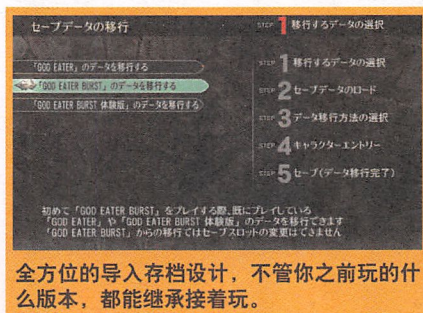 セーブデータの移行
STEP 1 移行するデータの選択
「GOD EATER」のデータを移行する
「GOD EATER BURST」のデータを移行する
「GOD EATER BURST 体験版」のデータを移行する
STEP 1 移行するデータの選択
STEP 2 セーブデータのロード
STEP 3 データ移行方法の選択
STEP 4 キャラクターエントリー
STEP 5 セーブ(データ移行完了)
初めて「GOD EATER BURST」をプレイする際、既にプレイしている
「GOD EATER」や「GOD EATER BURST 体験版」のデータを移行できます
「GOD EATER BURST」からの移行ではセーブスロットの変更はできません
全方位的导入存档设计，不管你之前玩的什
么版本，都能继承接着玩。